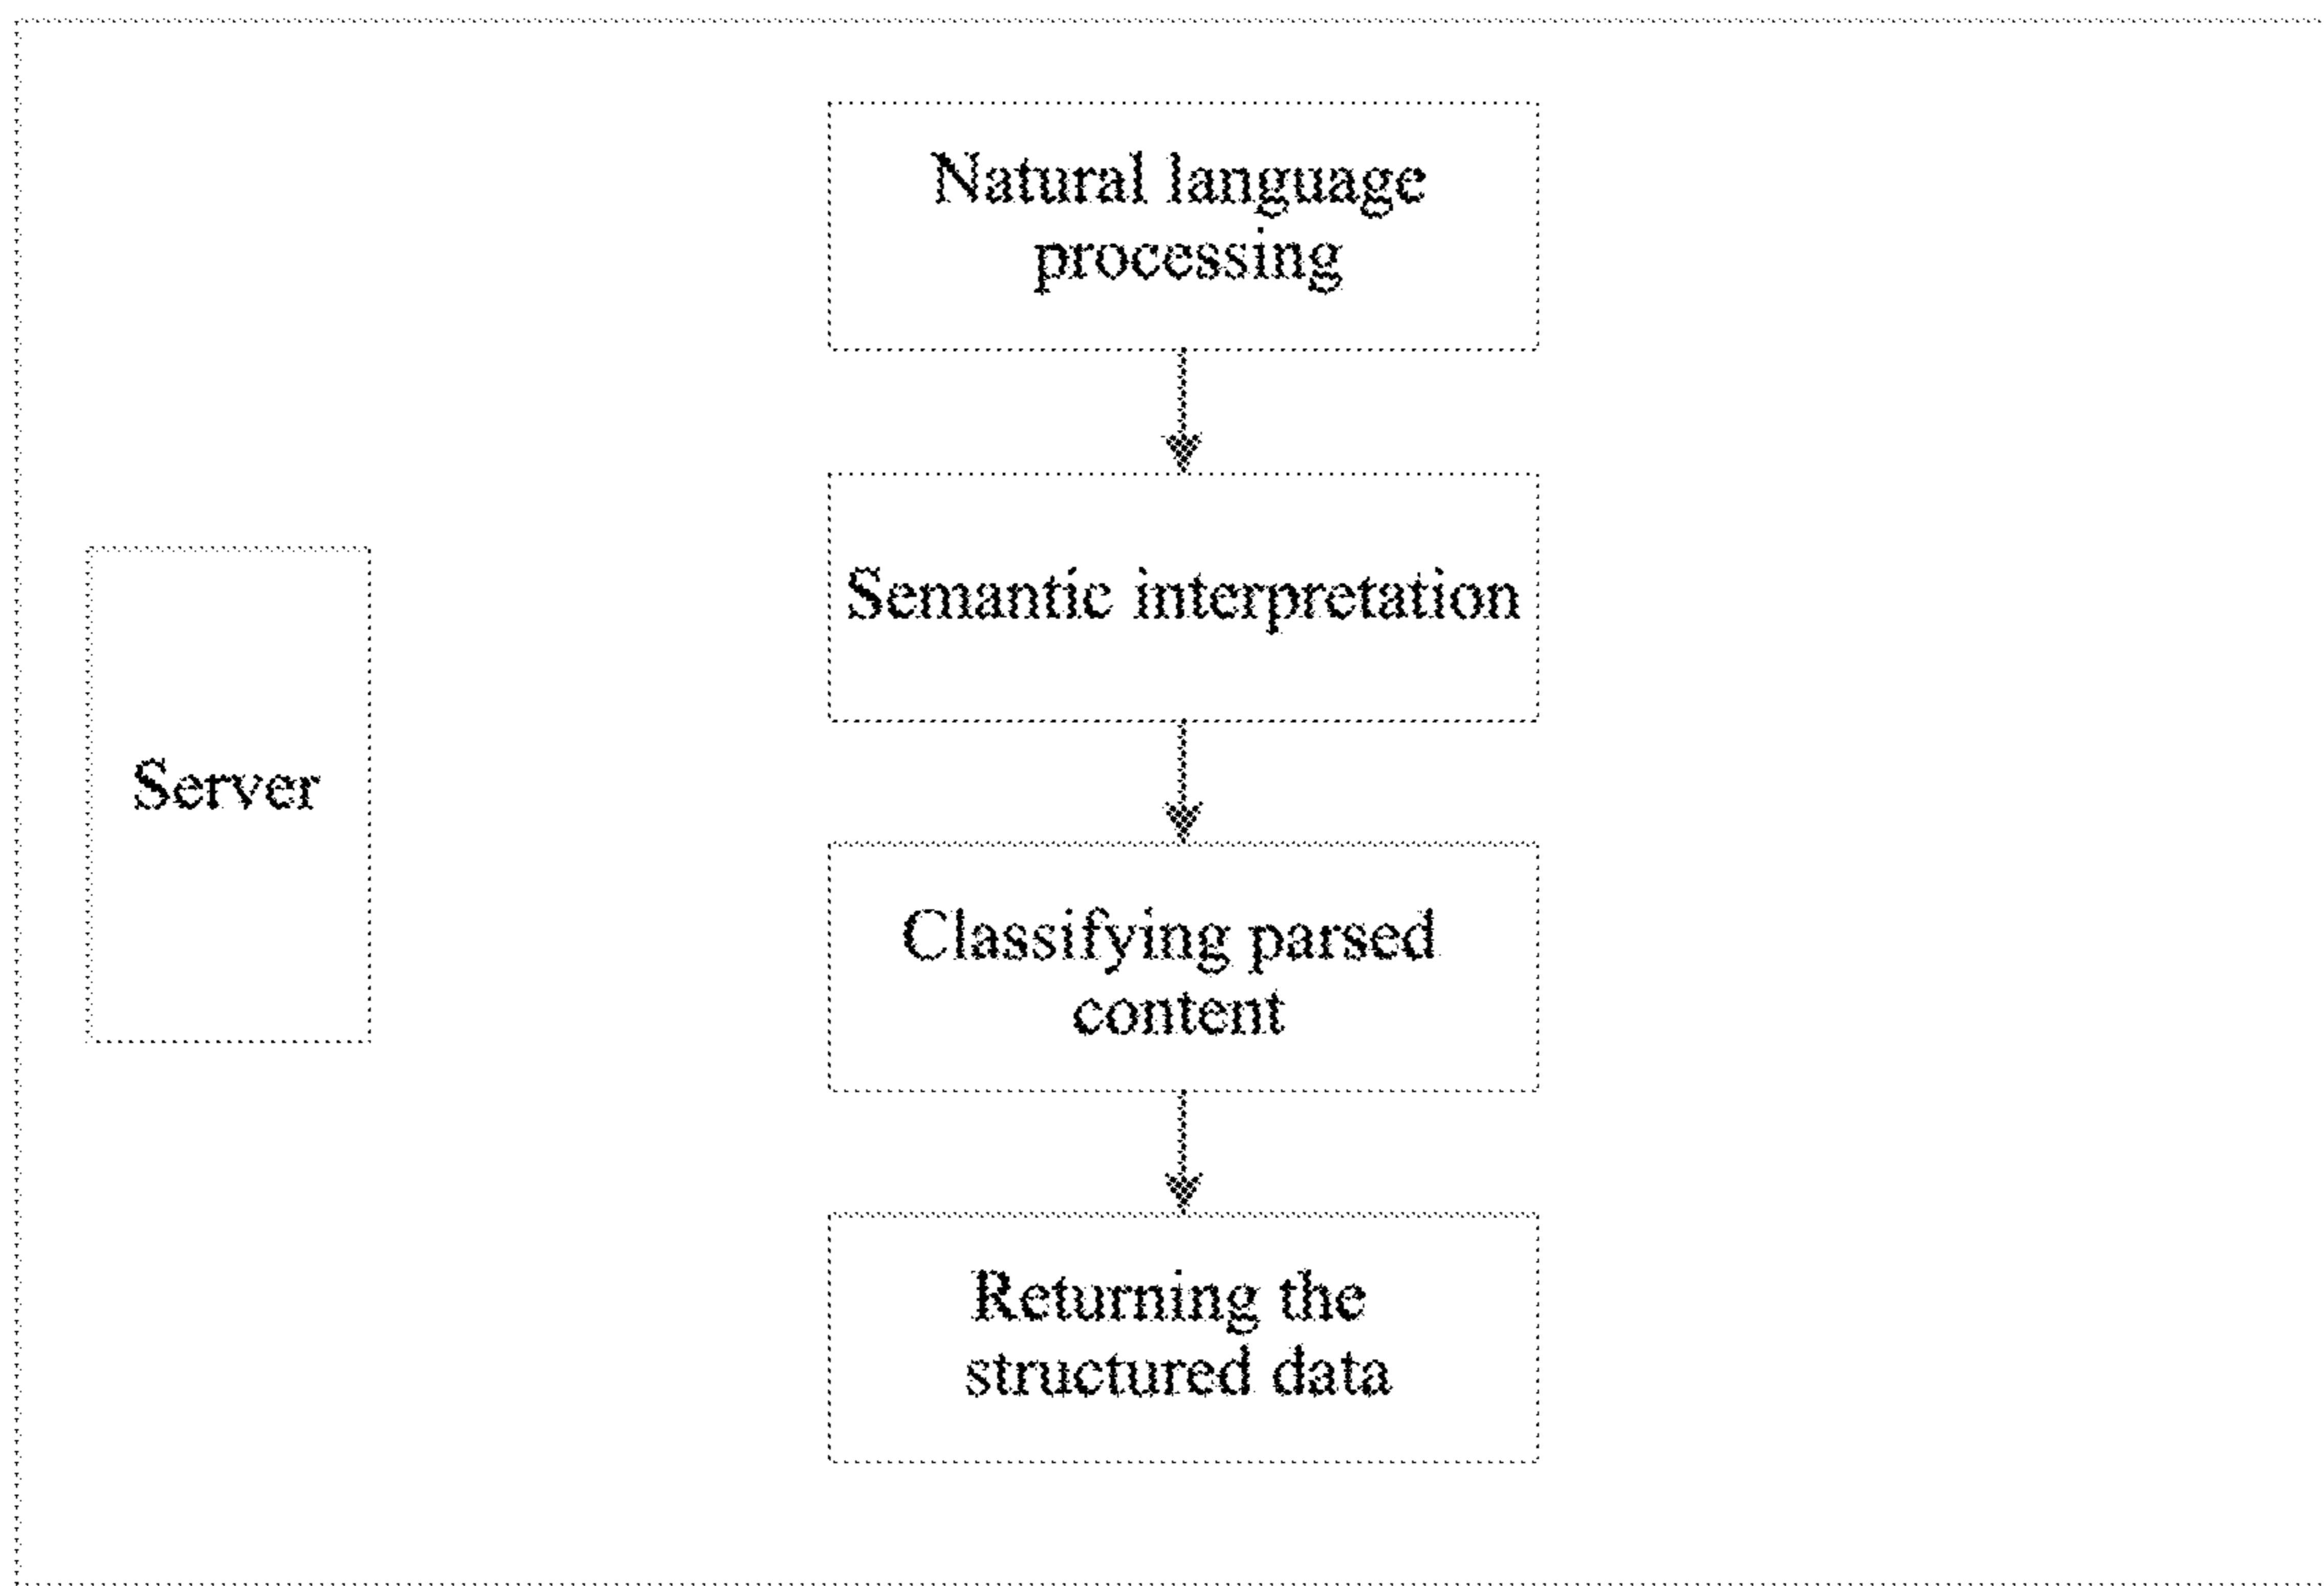 Natural language
processing
Semantic interpretation
Server
Classifying parsed
content
Returning the
structured data